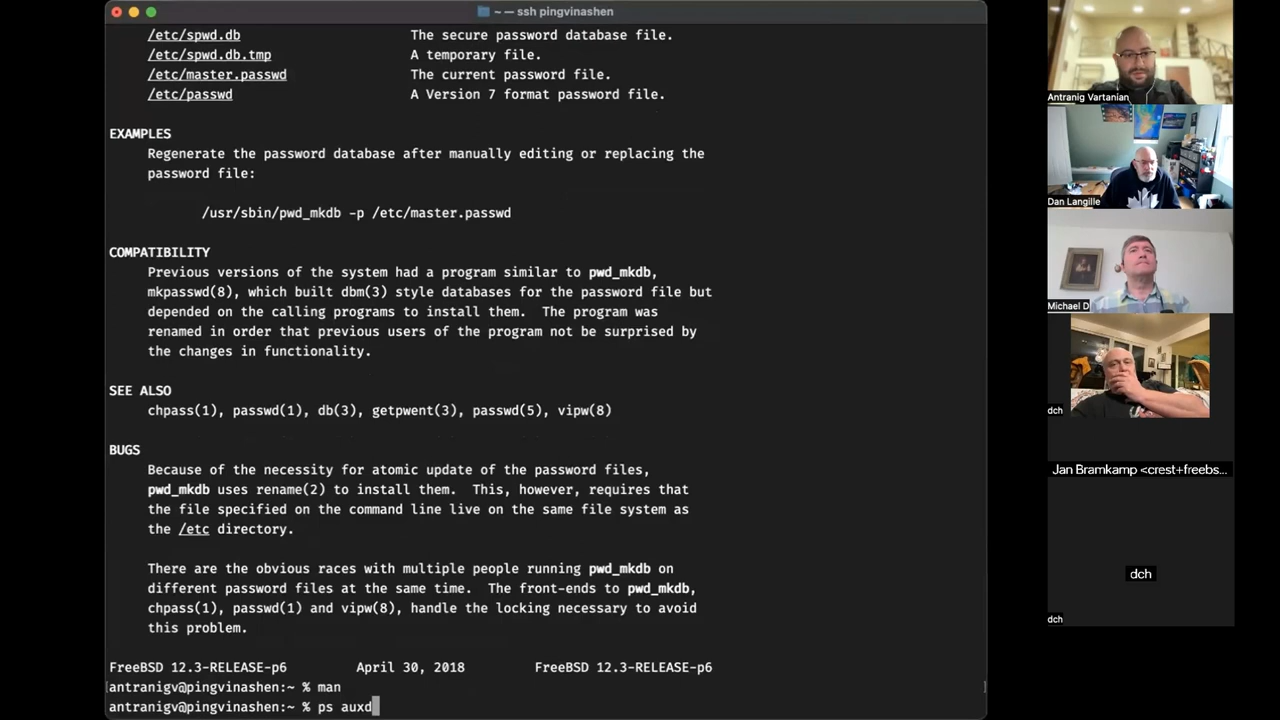 ~ — ssh pingvinashen
/etc/spwd.db The secure password database file.
/etc/spwd.db.tmp A temporary file.
/etc/master.passwd The current password file.
/etc/passwd A Version 7 format password file.
EXAMPLES
Regenerate the password database after manually editing or replacing the
password file:
/usr/sbin/pwd_mkdb -p /etc/master.passwd
COMPATIBILITY
Previous versions of the system had a program similar to pwd_mkdb,
mkpasswd(8), which built dbm(3) style databases for the password file but
depended on the calling programs to install them. The program was
renamed in order that previous users of the program not be surprised by
the changes in functionality.
SEE ALSO
chpass(1), passwd(1), db(3), getpwent(3), passwd(5), vipw(8)
BUGS
Because of the necessity for atomic update of the password files,
pwd_mkdb uses rename(2) to install them. This, however, requires that
the file specified on the command line live on the same file system as
the /etc directory.
There are the obvious races with multiple people running pwd_mkdb on
different password files at the same time. The front-ends to pwd_mkdb,
chpass(1), passwd(1) and vipw(8), handle the locking necessary to avoid
this problem.
FreeBSD 12.3-RELEASE-p6 April 30, 2018 FreeBSD 12.3-RELEASE-p6
[antranigv@pingvinashen:~ % man ]
antranigv@pingvinashen:~ % ps auxd
Antranig Vartanian
Dan Langille
Michael D
dch
Jan Bramkamp <crest+freebs...
dch
dch